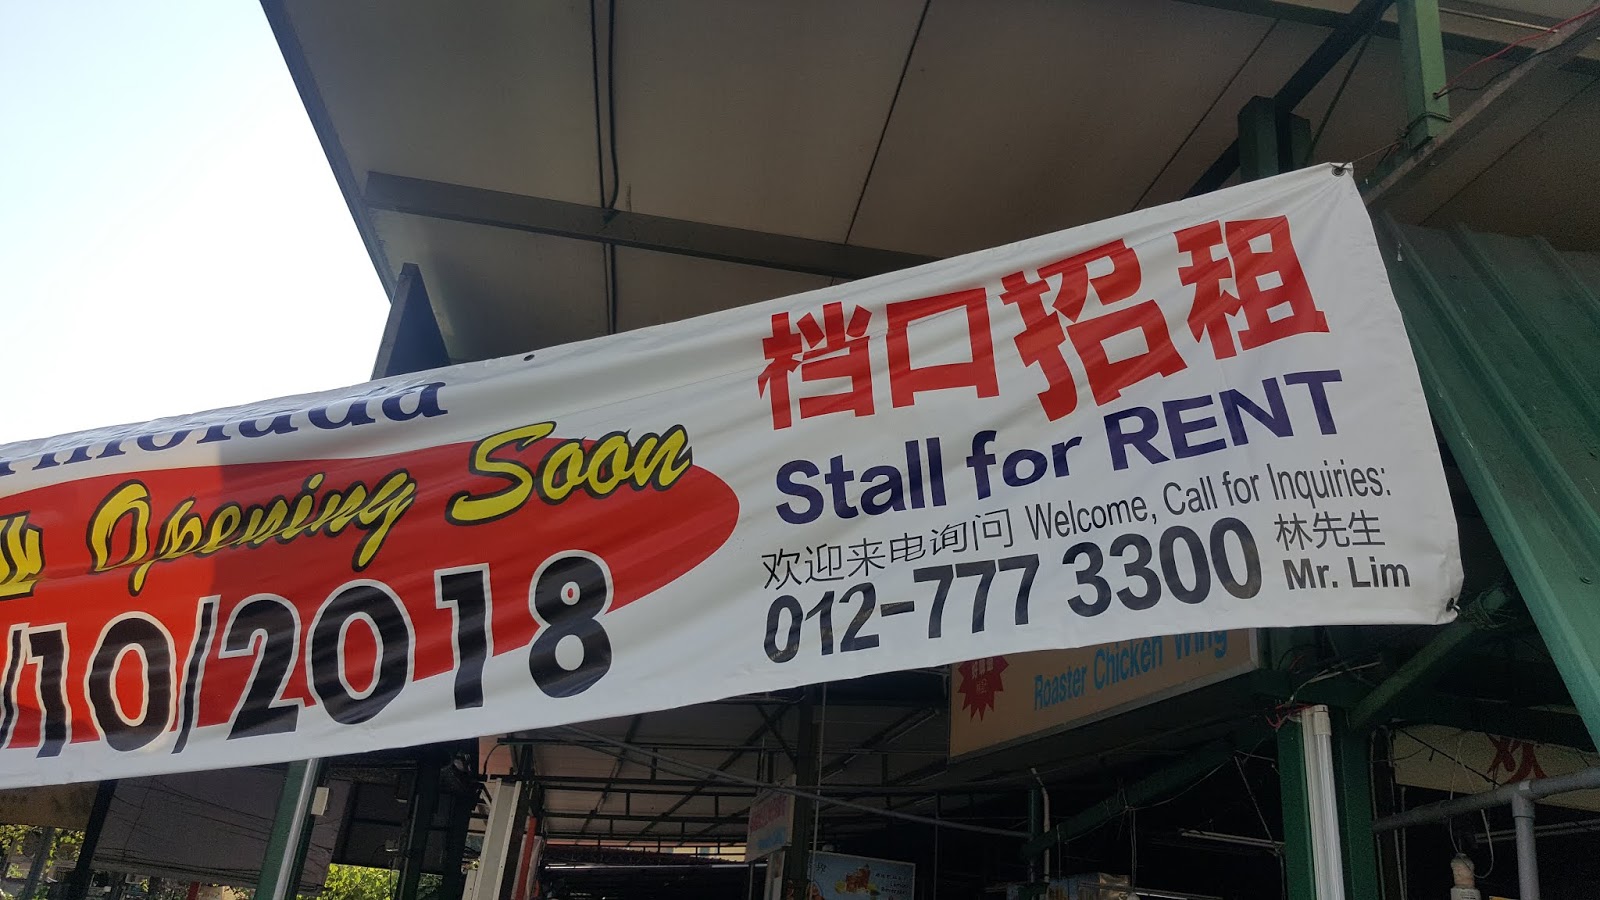 Opening Soon
/10/2018
档口招租
Stall for RENT
欢迎来电询问 Welcome, Call for Inquiries:
012-777 3300
林先生
Mr. Lim
Roaster Chicken Wing